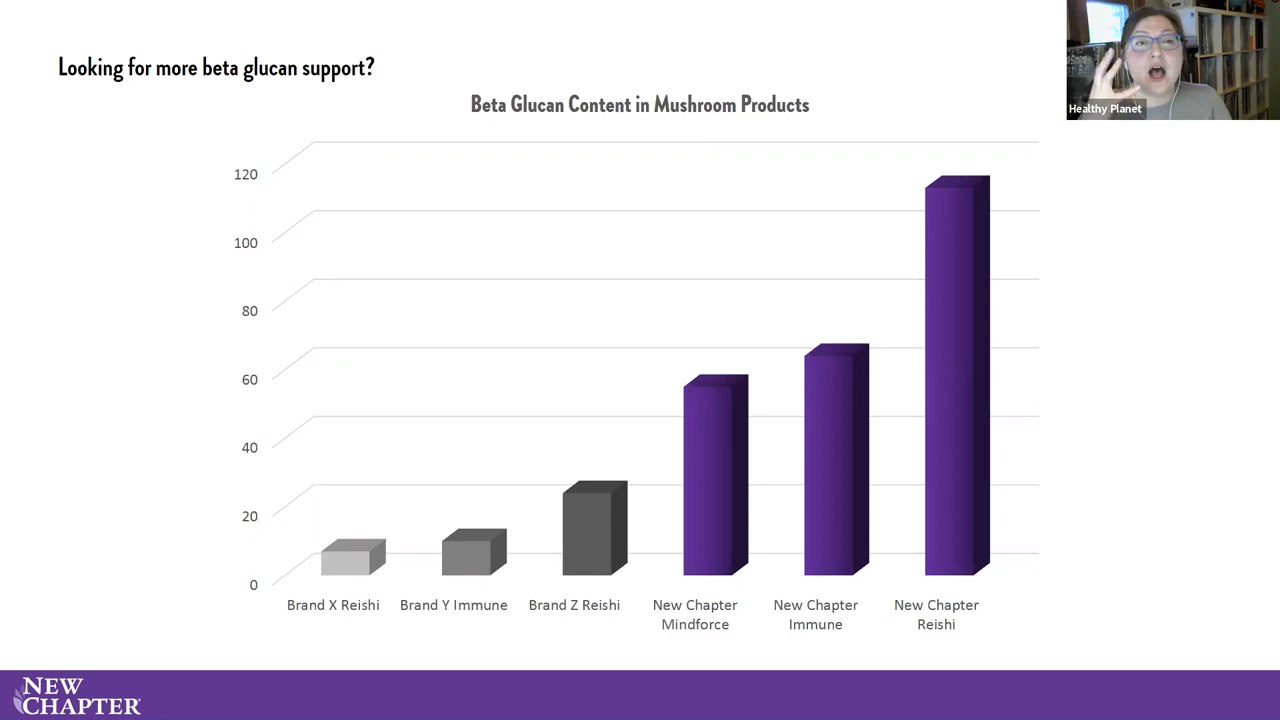 Looking for more beta glucan support?
Healthy Planet
Beta Glucan Content in Mushroom Products
120
100
80
60
40
20
0
Brand X Reishi
Brand Y Immune
Brand Z Reishi
New Chapter
Mindforce
New Chapter
Immune
New Chapter
Reishi
NEW
CHAPTER